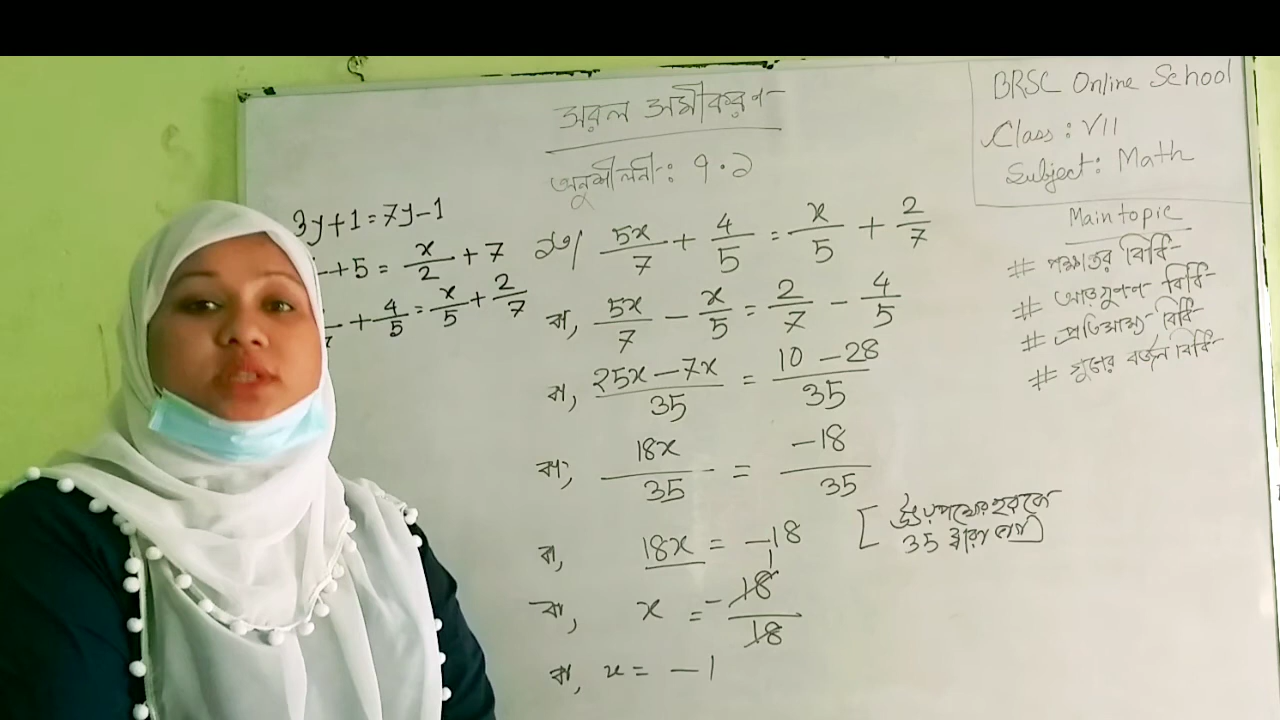 সরল সমীকরণ
অনুশীলনী: ৭.১
BRSC Online School
Class: VII
Subject: Math
Main topic
# পক্ষান্তর বিধি
# আড়গুণন বিধি
# প্রতিসাম্য বিধি
# গুণের বর্জন বিধি
3y+1=7y-1
+5 = x/2 + 7
+ 4/5 = x/5 + 2/7
5x/7 + 4/5 = x/5 + 2/7
বা, 5x/7 - x/5 = 2/7 - 4/5
বা, 25x-7x/35 = 10-28/35
বা, 18x/35 = -18/35
বা, 18x = -18
[উভয়পক্ষের হরকে
35 দ্বারা
বা, x = -18/18
1
বা, x = -1